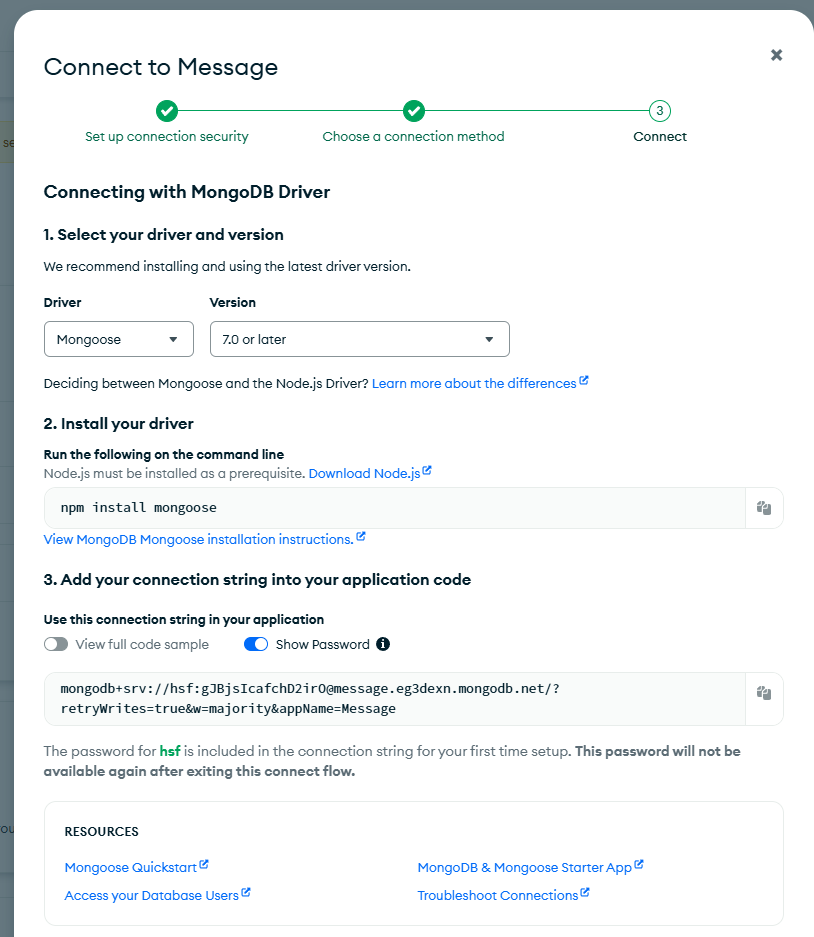 Connect to Message
3
Set up connection security
Choose a connection method
Connect
Connecting with MongoDB Driver
1. Select your driver and version
We recommend installing and using the latest driver version.
Driver
Version
Mongoose
7.0 or later
Deciding between Mongoose and the Node.js Driver? Learn more about the differences
2. Install your driver
Run the following on the command line
Node.js must be installed as a prerequisite. Download Node.js
npm install mongoose
View MongoDB Mongoose installation instructions.
3. Add your connection string into your application code
Use this connection string in your application
View full code sample
Show Password
mongodb+srv://hsf:gJBjsIcafchD2irO@message.eg3dexn.mongodb.net/?
retryWrites=true&w=majority&appName=Message
The password for hsf is included in the connection string for your first time setup. This password will not be
available again after exiting this connect flow.
RESOURCES
Mongoose Quickstart
MongoDB & Mongoose Starter App
Access your Database Users
Troubleshoot Connections